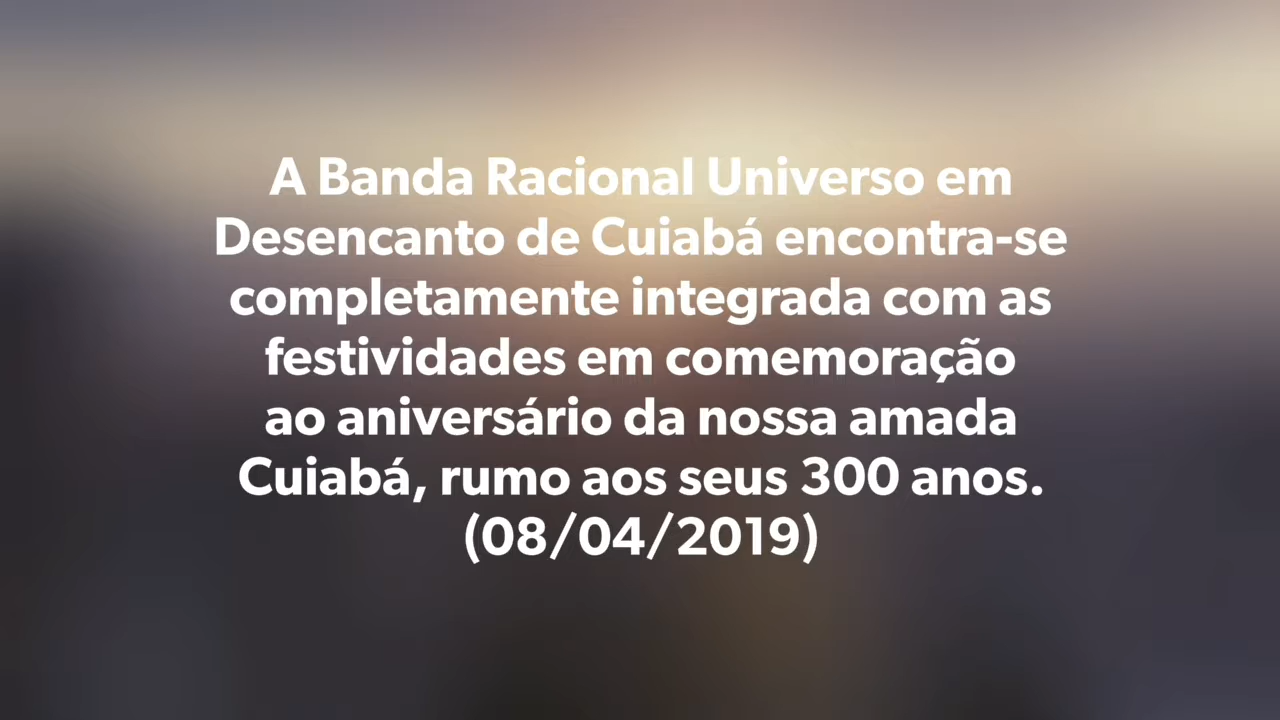 A Banda Racional Universo em
Desencanto de Cuiabá encontra-se
completamente integrada com as
festividades em comemoração
ao aniversário da nossa amada
Cuiabá, rumo aos seus 300 anos.
(08/04/2019)